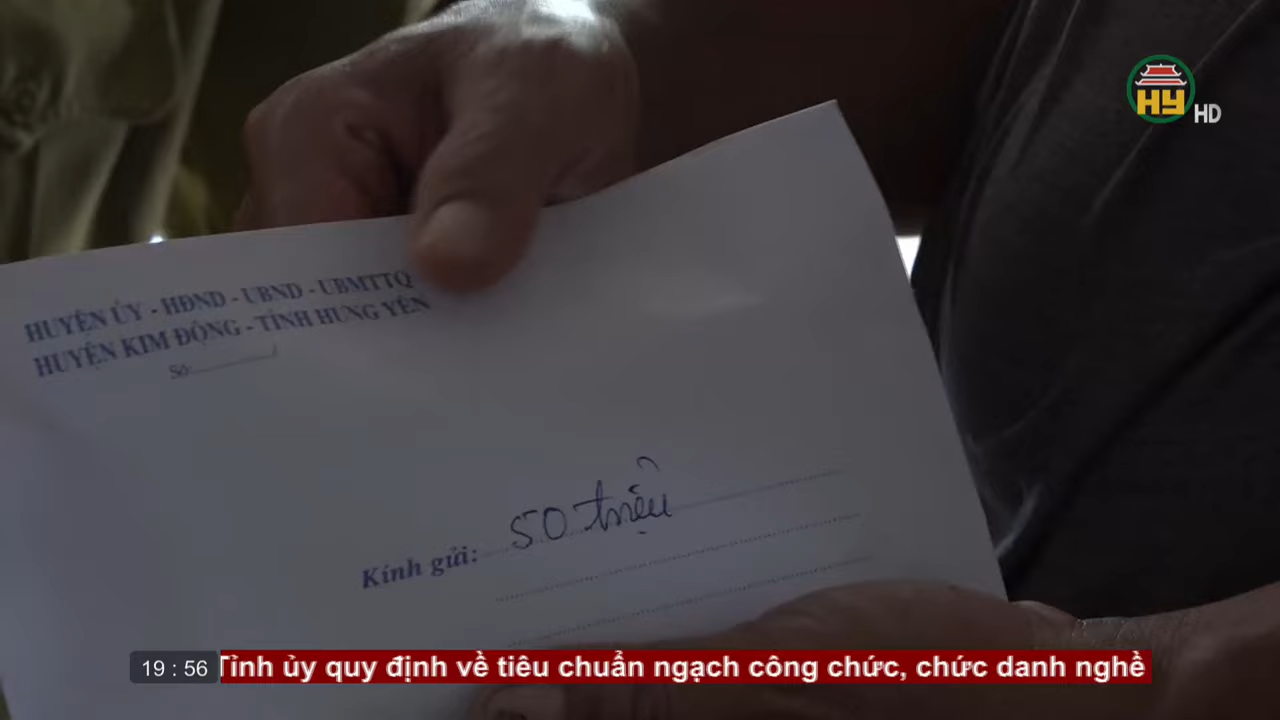 HY HD
HUYỆN ỦY - HĐND - UBND - UBMTTQ
HUYỆN KIM ĐỘNG - TỈNH HƯNG YÊN
Số:
Kính gửi: 50 triệu
19 : 56
Tỉnh ủy quy định về tiêu chuẩn ngạch công chức, chức danh nghề